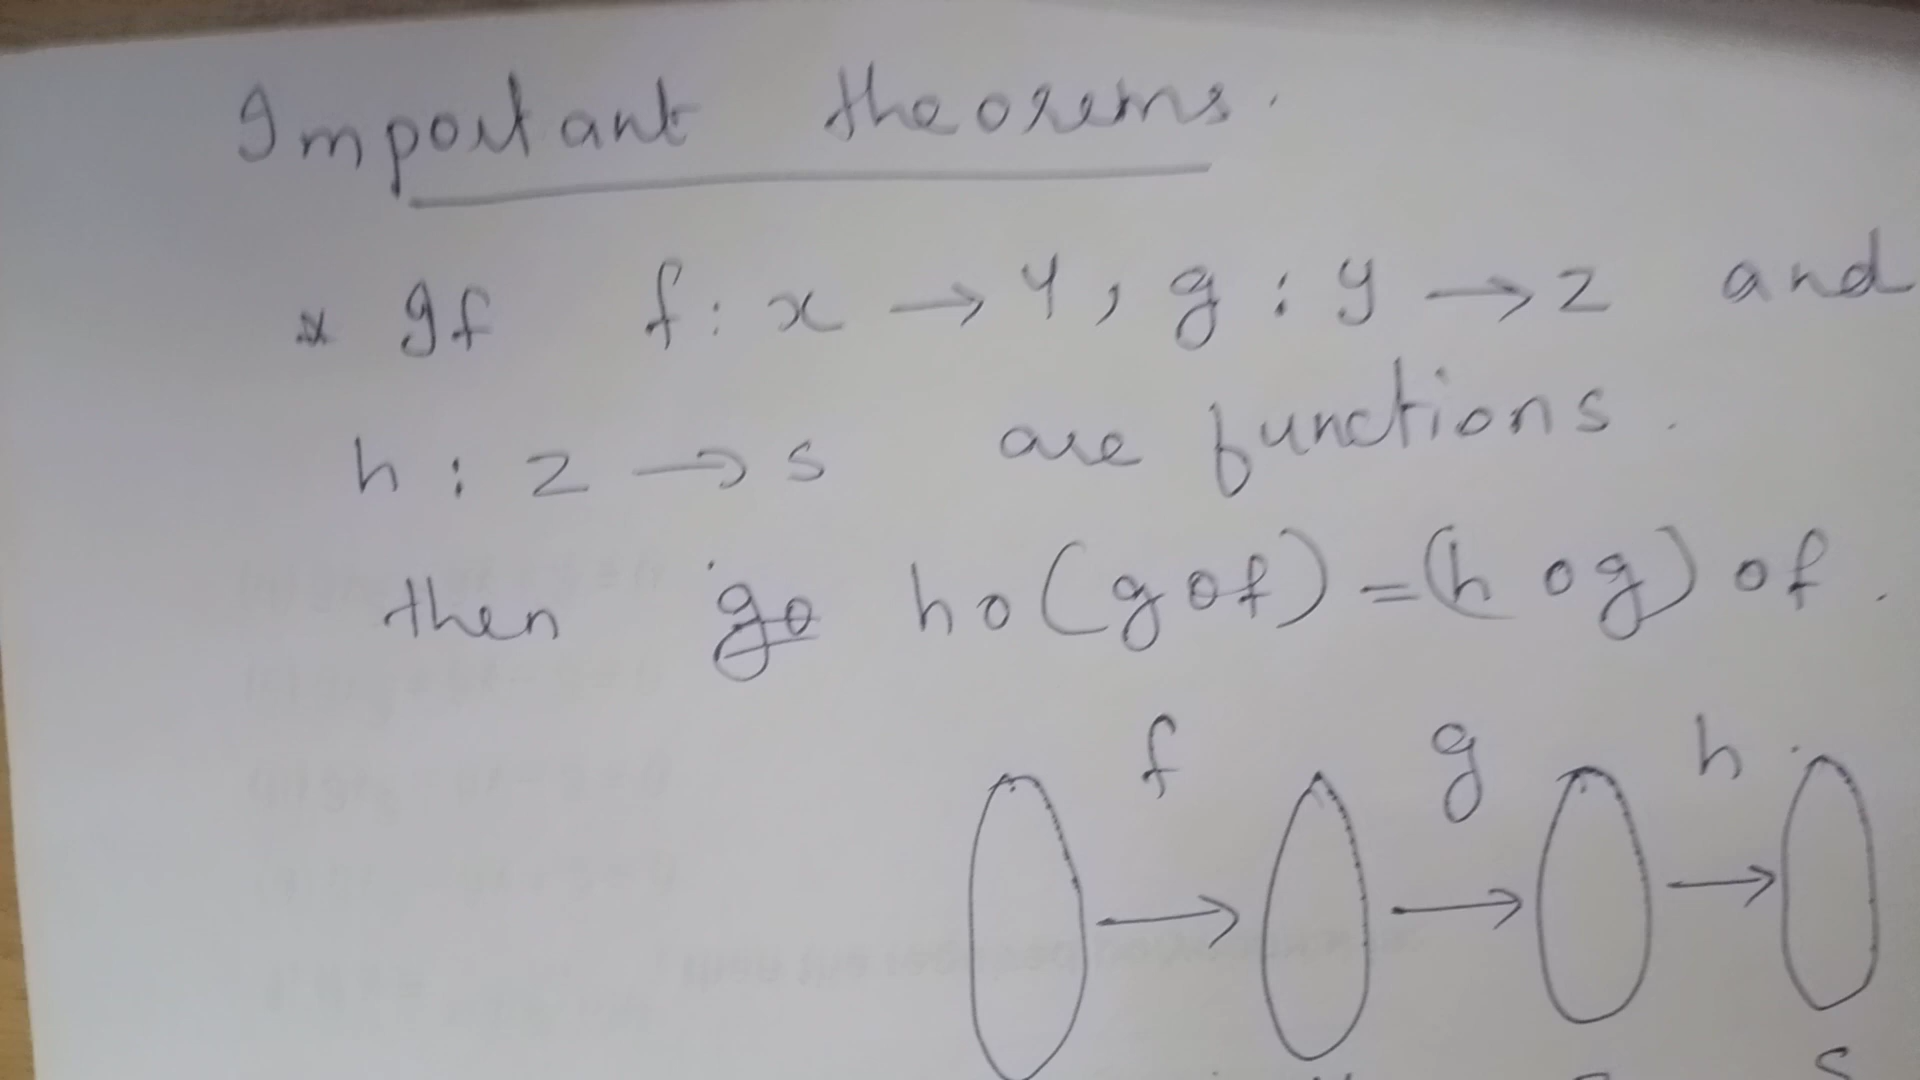 Important theorems.
* If f : x → y, g : y → z and
h : z → s are functions.
then go ho(gof) = (hog) of.
f g h
s